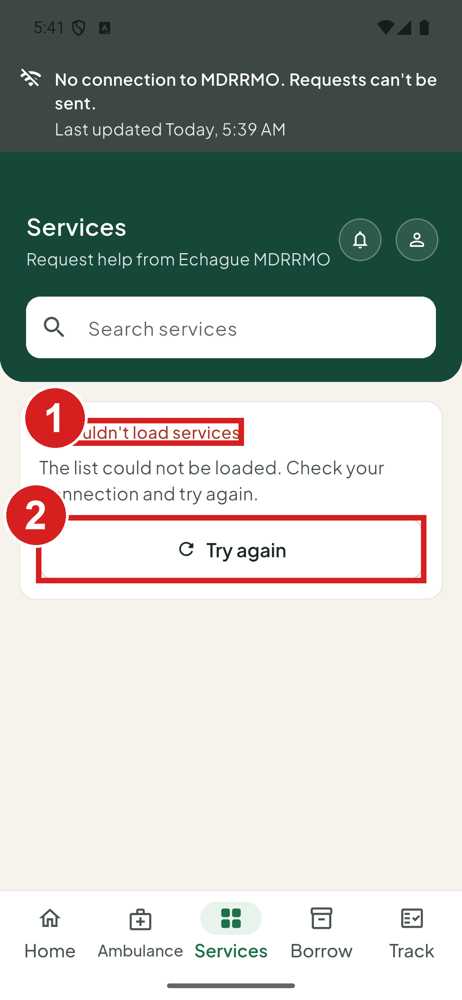 5:41
No connection to MDRRMO. Requests can't be
sent.
Last updated Today, 5:39 AM
Services
Request help from Echague MDRRMO
Search services
1
uldn't load services
The list could not be loaded. Check your
nnection and try again.
2
Try again
Home
Ambulance
Services
Borrow
Track